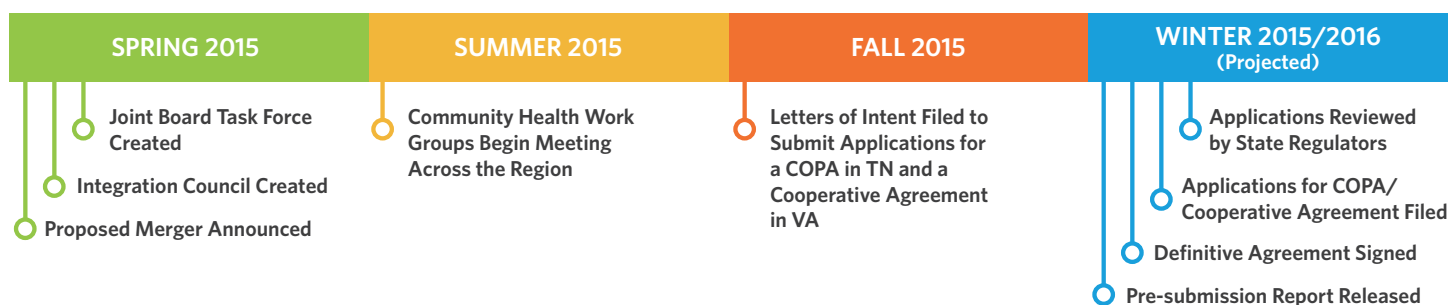 SPRING 2015
Joint Board Task Force
Created
Integration Council Created
Proposed Merger Announced
SUMMER 2015
Community Health Work
Groups Begin Meeting
Across the Region
FALL 2015
Letters of Intent Filed to
Submit Applications for
a COPA in TN and a
Cooperative Agreement
in VA
WINTER 2015/2016
(Projected)
Applications Reviewed
by State Regulators
Applications for COPA/
Cooperative Agreement Filed
Definitive Agreement Signed
Pre-submission Report Released